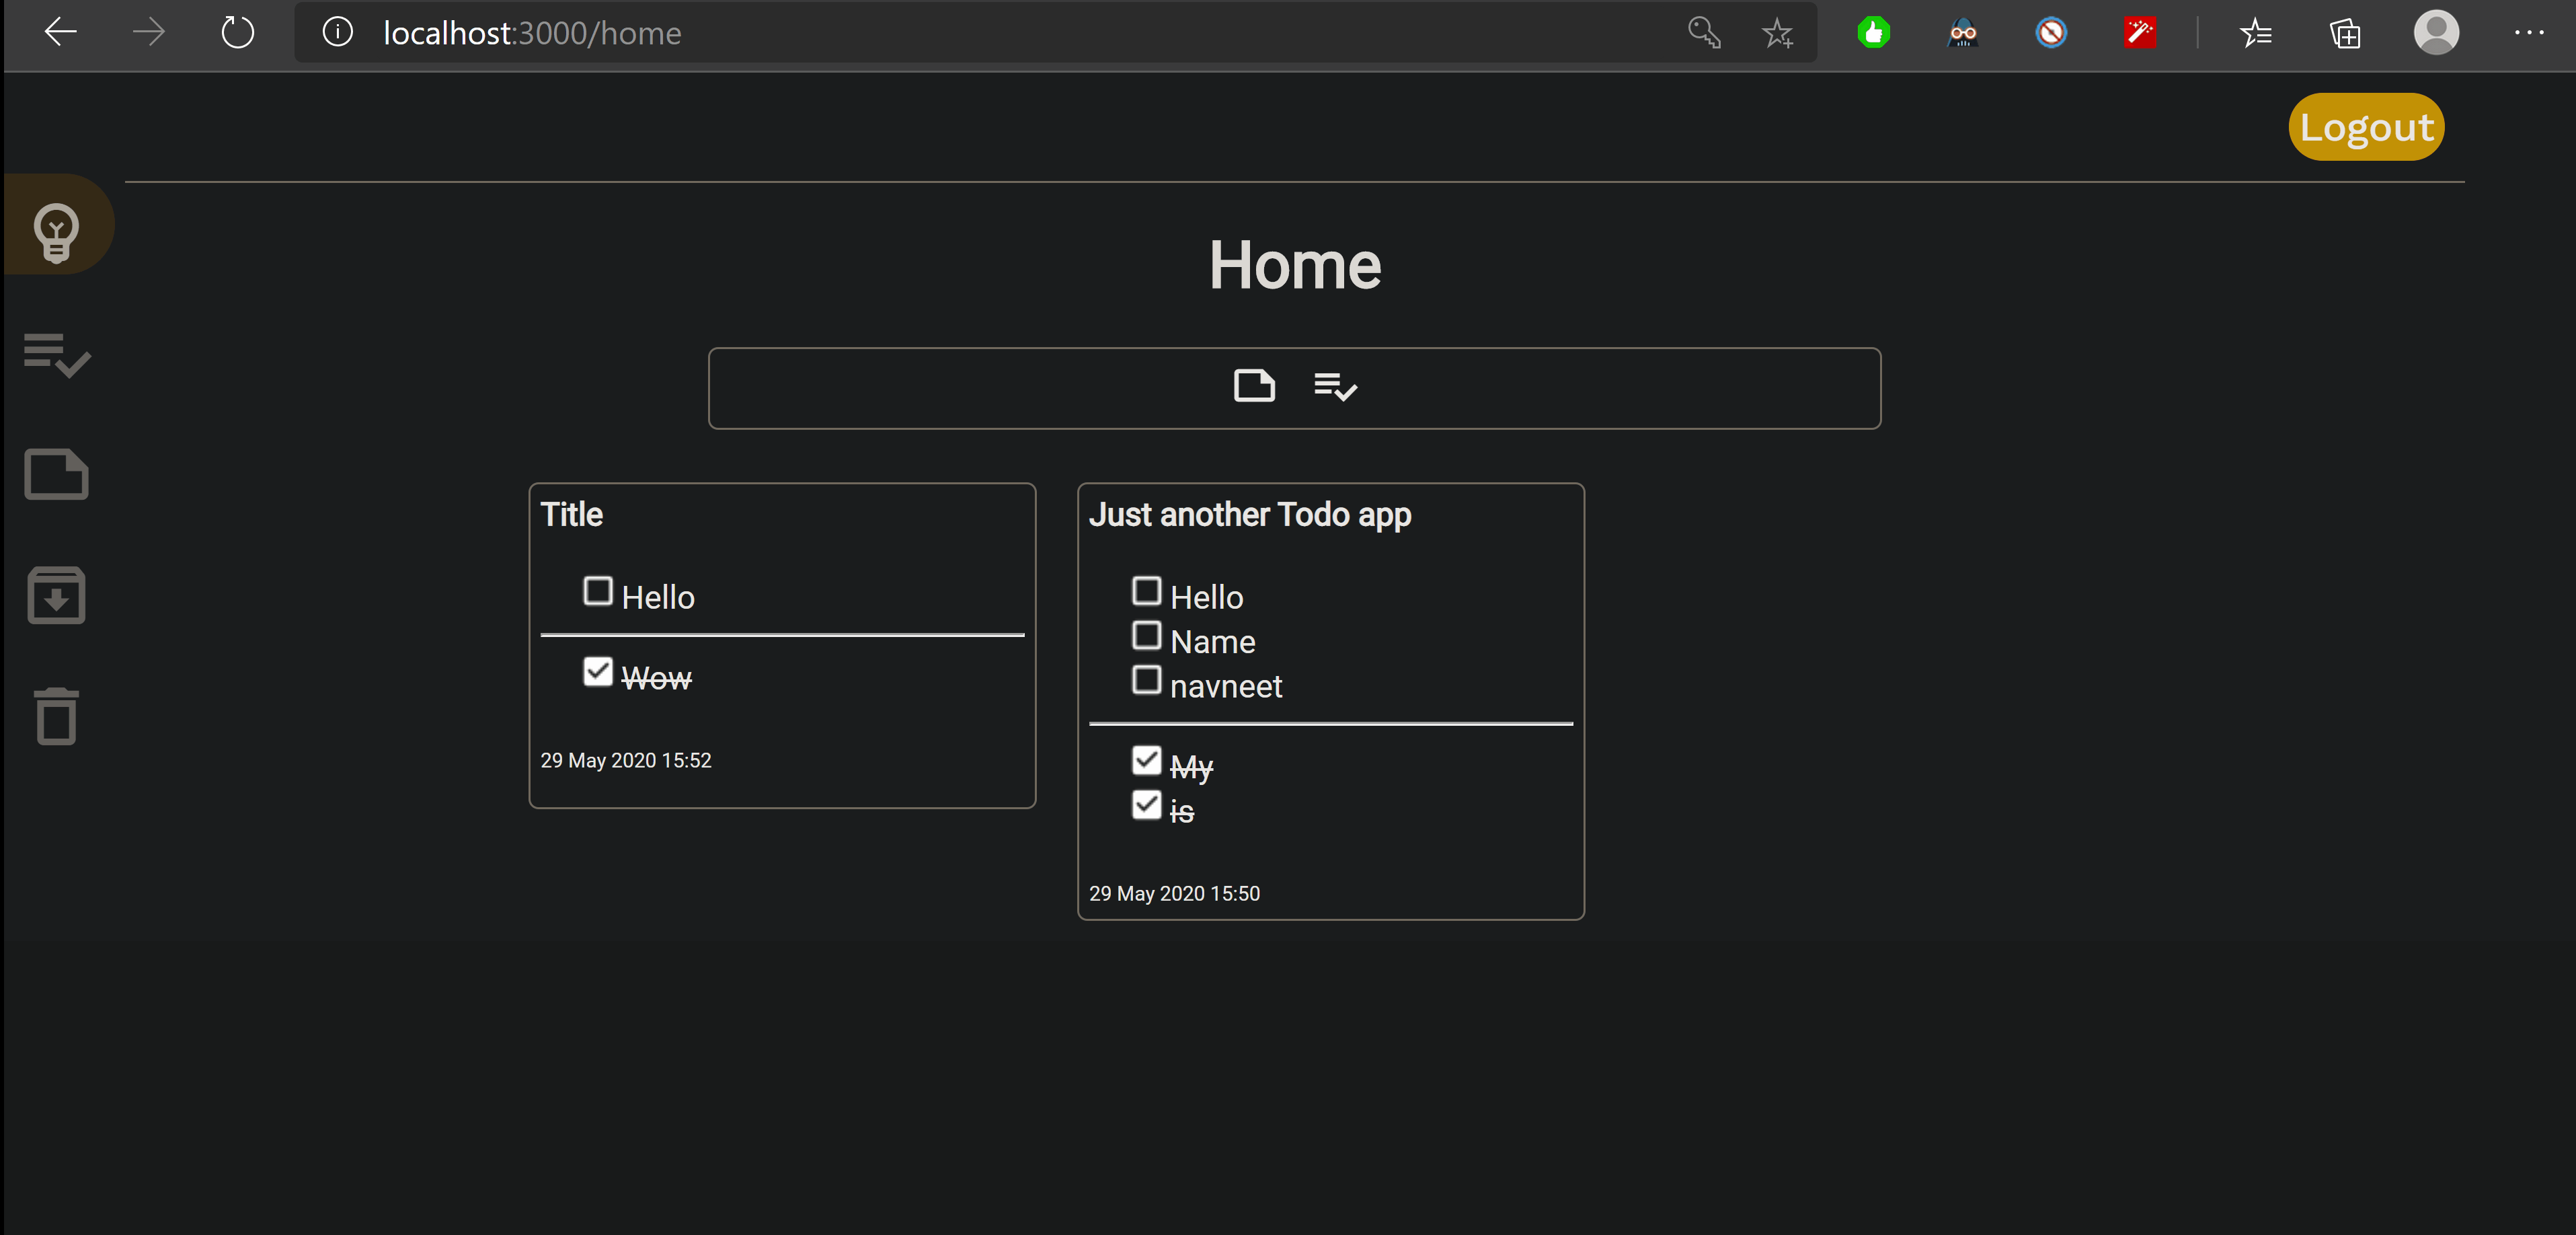 localhost:3000/home
Logout
Home
Title
Hello
Wow
29 May 2020 15:52
Just another Todo app
Hello
Name
navneet
My
is
29 May 2020 15:50